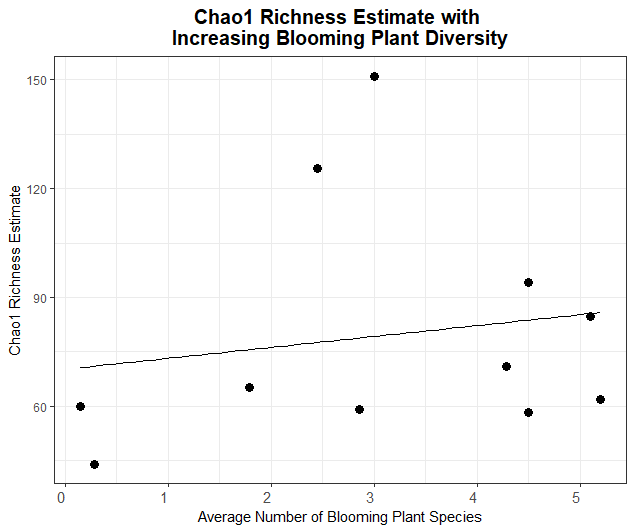 Chao1 Richness Estimate with
Increasing Blooming Plant Diversity
Chao1 Richness Estimate
150
120
90
60
0 1 2 3 4 5
Average Number of Blooming Plant Species